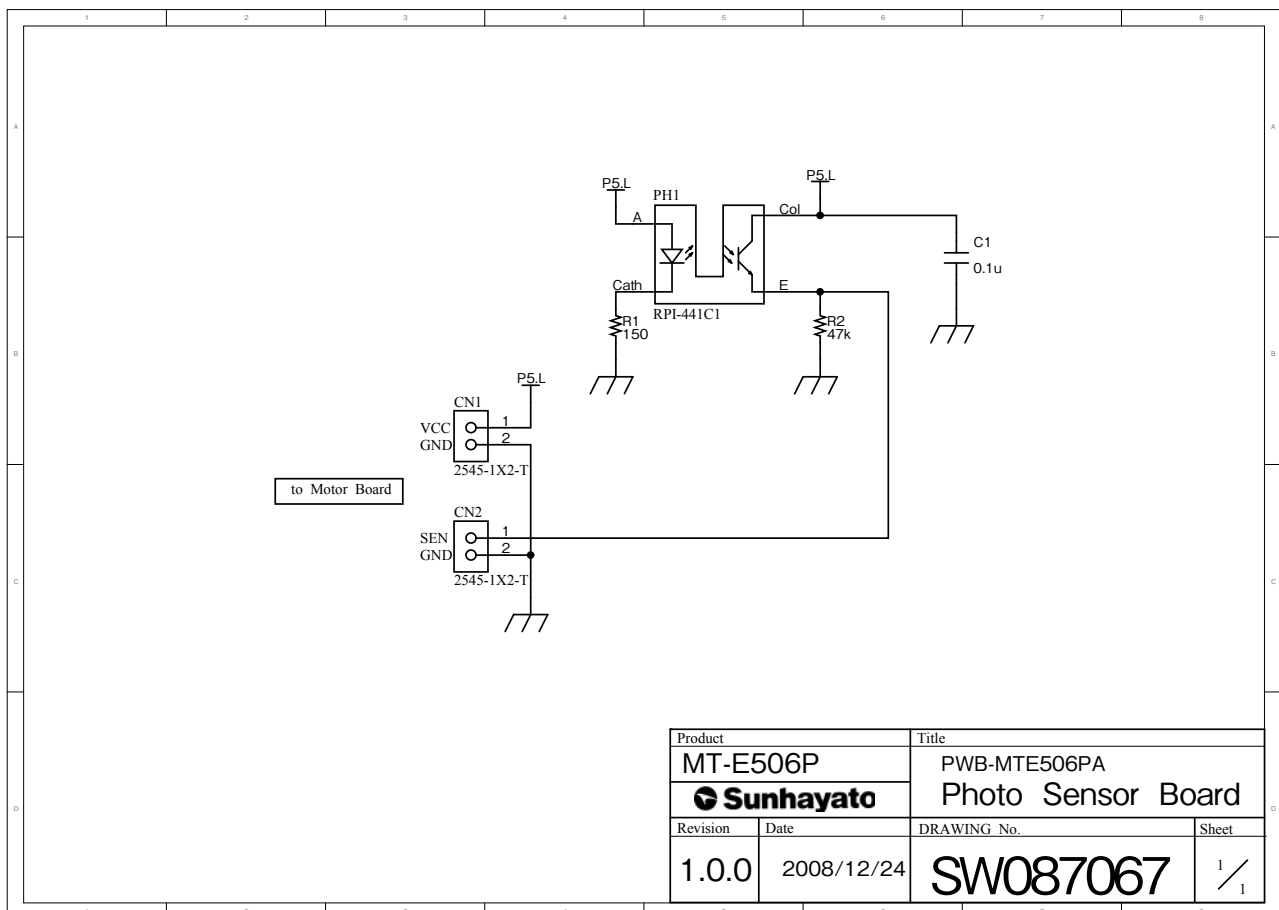 1 2 3 4 5 6 7 8
A A
P5.L
PH1
P5.L
A
Col
C1
0.1u
Cath
E
RPI-441C1
R1
150
R2
47k
B B
P5.L
CN1
VCC 1
GND 2
2545-1X2-T
to Motor Board
CN2
SEN 1
GND 2
2545-1X2-T
C C
Product
MT-E506P
Sunhayato
Title
PWB-MTE506PA
Photo Sensor Board
D D
Revision
1.0.0
Date
2008/12/24
DRAWING No.
SW087067
Sheet
1/1